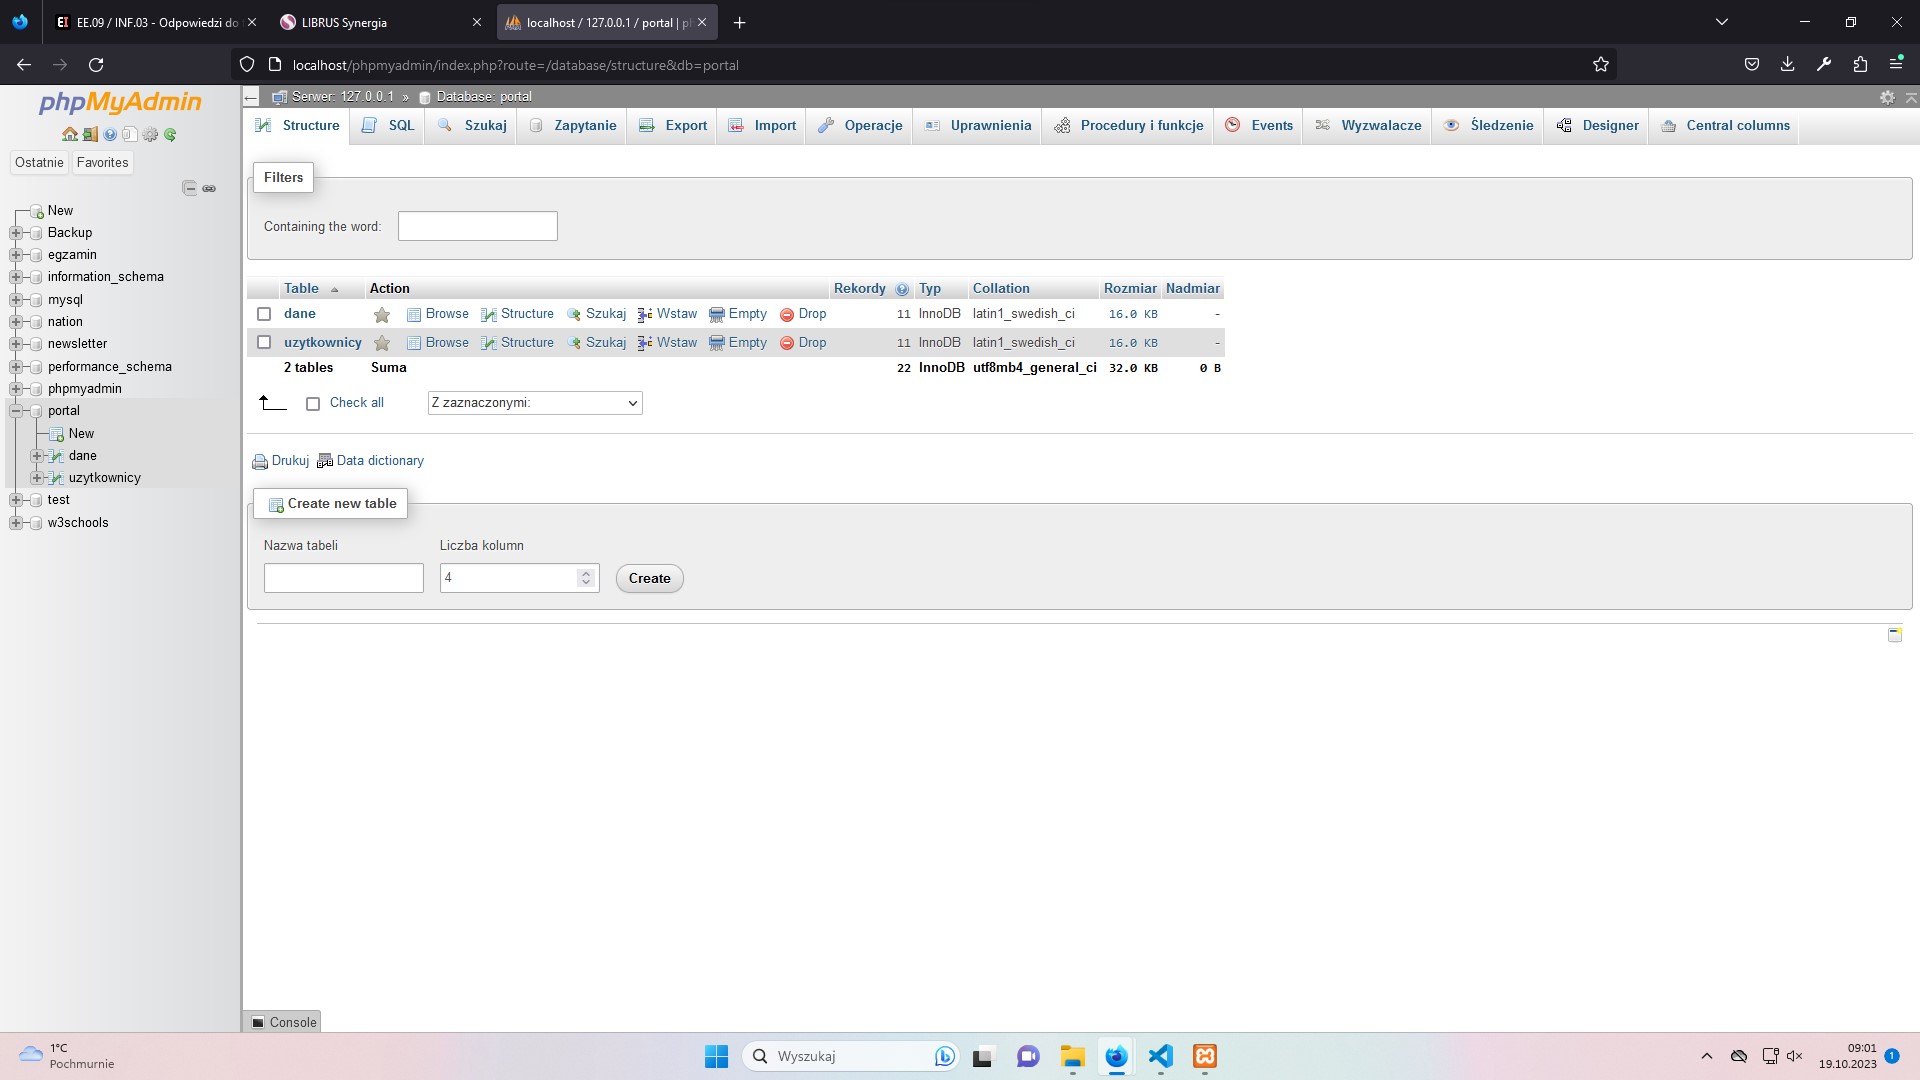 EE.09 / INF.03 - Odpowiedzi do
LIBRUS Synergia
localhost / 127.0.0.1 / portal | p
localhost/phpmyadmin/index.php?route=/database/structure&db=portal
phpMyAdmin
Ostatnie Favorites
New
Backup
egzamin
information_schema
mysql
nation
newsletter
performance_schema
phpmyadmin
portal
New
dane
uzytkownicy
test
w3schools
Serwer: 127.0.0.1 » Database: portal
Structure SQL Szukaj Zapytanie Export Import Operacje Uprawnienia Procedury i funkcje Events Wyzwalacze Śledzenie Designer Central columns
Filters
Containing the word:
Table Action Rekordy Typ Collation Rozmiar Nadmiar
dane Browse Structure Szukaj Wstaw Empty Drop 11 InnoDB latin1_swedish_ci 16.0 KB -
uzytkownicy Browse Structure Szukaj Wstaw Empty Drop 11 InnoDB latin1_swedish_ci 16.0 KB -
2 tables Suma 22 InnoDB utf8mb4_general_ci 32.0 KB 0 B
Check all Z zaznaczonymi:
Drukuj Data dictionary
Create new table
Nazwa tabeli Liczba kolumn
4 Create
Console
1°C
Pochmurnie
Wyszukaj
09:01
19.10.2023
1